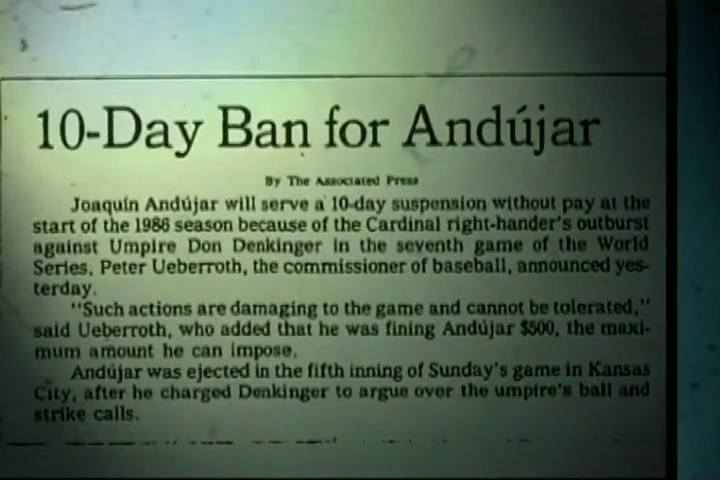 10-Day Ban for Andújar
By The Associated Press
Joaquín Andújar will serve a 10-day suspension without pay at the
start of the 1986 season because of the Cardinal right-hander's outburst
against Umpire Don Denkinger in the seventh game of the World
Series, Peter Ueberroth, the commissioner of baseball, announced yes-
terday.
"Such actions are damaging to the game and cannot be tolerated,"
said Ueberroth, who added that he was fining Andújar $500, the maxi-
mum amount he can impose.
Andújar was ejected in the fifth inning of Sunday's game in Kansas
City, after he charged Denkinger to argue over the umpire's ball and
strike calls.